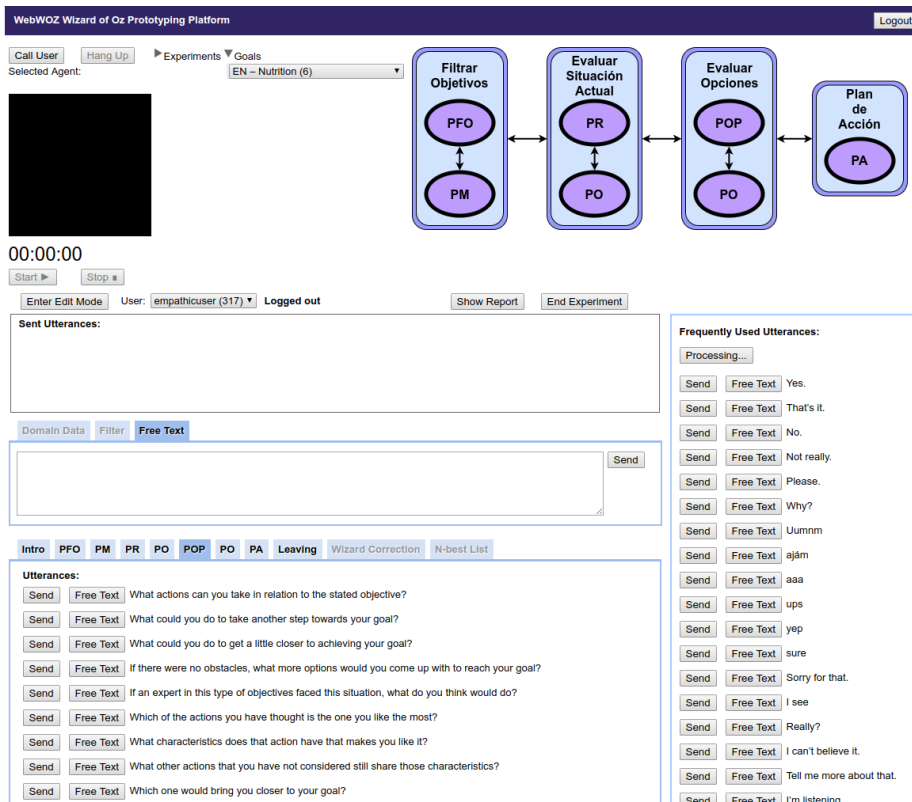 WebWOZ Wizard of Oz Prototyping Platform
Logout
Call User
Hang Up
Experiments
Goals
Selected Agent:
EN – Nutrition (6)
Filtrar
Objetivos
PFO
PM
Evaluar
Situación
Actual
PR
PO
Evaluar
Opciones
POP
PO
Plan
de
Acción
PA
00:00:00
Start
Stop
Enter Edit Mode
User:
empathicuser (317)
Logged out
Show Report
End Experiment
Sent Utterances:
Domain Data
Filter
Free Text
Send
Intro
PFO
PM
PR
PO
POP
PO
PA
Leaving
Wizard Correction
N-best List
Utterances:
Send Free Text What actions can you take in relation to the stated objective?
Send Free Text What could you do to take another step towards your goal?
Send Free Text What could you do to get a little closer to achieving your goal?
Send Free Text If there were no obstacles, what more options would you come up with to reach your goal?
Send Free Text If an expert in this type of objectives faced this situation, what do you think would do?
Send Free Text Which of the actions you have thought is the one you like the most?
Send Free Text What characteristics does that action have that makes you like it?
Send Free Text What other actions that you have not considered still share those characteristics?
Send Free Text Which one would bring you closer to your goal?
Frequently Used Utterances:
Processing...
Send Free Text Yes.
Send Free Text That's it.
Send Free Text No.
Send Free Text Not really.
Send Free Text Please.
Send Free Text Why?
Send Free Text Uumnm
Send Free Text ajám
Send Free Text aaa
Send Free Text ups
Send Free Text yep
Send Free Text sure
Send Free Text Sorry for that.
Send Free Text I see
Send Free Text Really?
Send Free Text I can't believe it.
Send Free Text Tell me more about that.
Send Free Text I'm listening